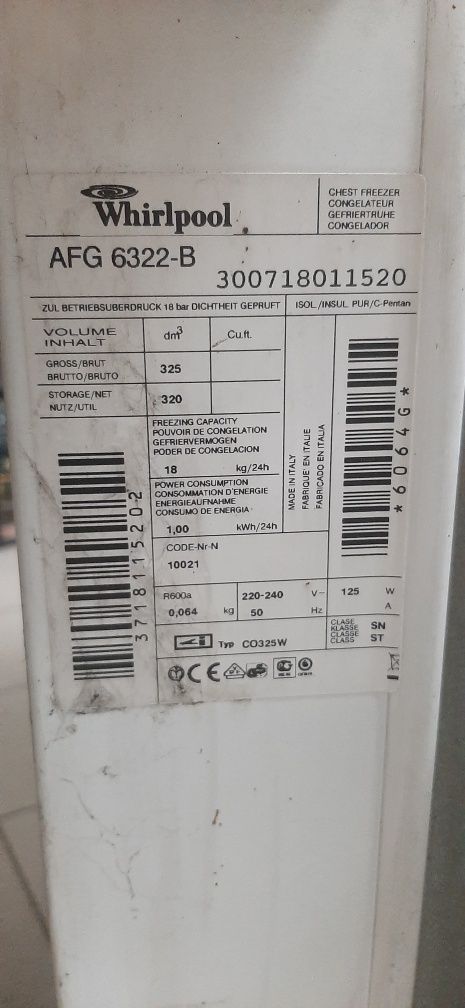 Whirlpool
CHEST FREEZER
CONGELATEUR
GEFRIERTRUHE
CONGELADOR
AFG 6322-B
300718011520
ZUL BETRIEBSUBERDRUCK 18 bar DICHTHEIT GEPRUFT
ISOL./INSUL PUR/C-Pentan
VOLUME
INHALT
dm³
Cu.ft.
GROSS/BRUT
BRUTTO/BRUTO
325
STORAGE/NET
NUTZ/UTIL
320
FREEZING CAPACITY
POUVOIR DE CONGELATION
GEFRIERVERMOGEN
PODER DE CONGELACION
18 kg/24h
POWER CONSUMPTION
CONSOMMATION D'ENERGIE
ENERGIEAUFNAHME
CONSUMO DE ENERGIA
1,00 kWh/24h
MADE IN ITALY
FABRIQUE' EN ITALIE
FABRICADO EN ITALIA
*6064G*
371811520-2
CODE-Nr-N
10021
R600a
0,064 kg
220-240 V~
50 Hz
125 W
A
Typ CO325W
CLASE
KLASSE
CLASSE
CLASS
SN
ST
CE